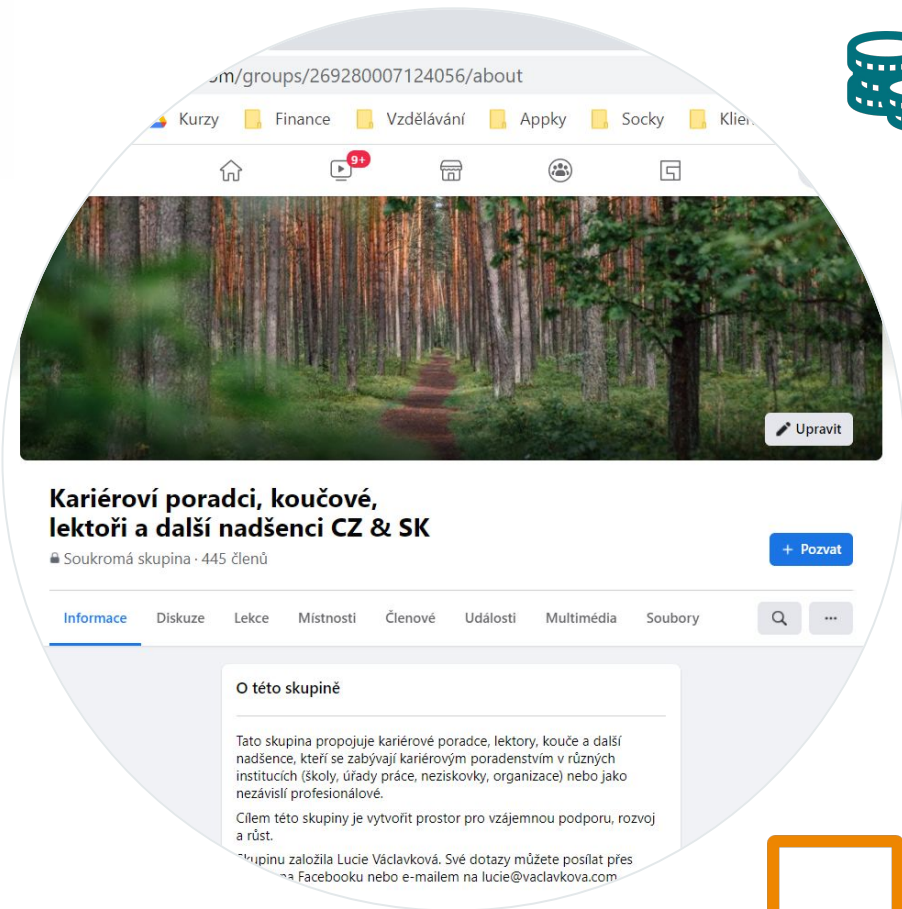 /groups/269280007124056/about
Kurzy Finance Vzdělávání Appky Socky
9+
Upravit
Kariéroví poradci, koučové,
lektoři a další nadšenci CZ & SK
Soukromá skupina · 445 členů
+ Pozvat
Informace Diskuze Lekce Místnosti Členové Události Multimédia Soubory
O této skupině
Tato skupina propojuje kariérové poradce, lektory, kouče a další
nadšence, kteří se zabývají kariérovým poradenstvím v různých
institucích (školy, úřady práce, neziskovky, organizace) nebo jako
nezávislí profesionálové.
Cílem této skupiny je vytvořit prostor pro vzájemnou podporu, rozvoj
a růst.
Skupinu založila Lucie Václavková. Své dotazy můžete posílat přes
na Facebooku nebo e-mailem na lucie@vaclavkova.com